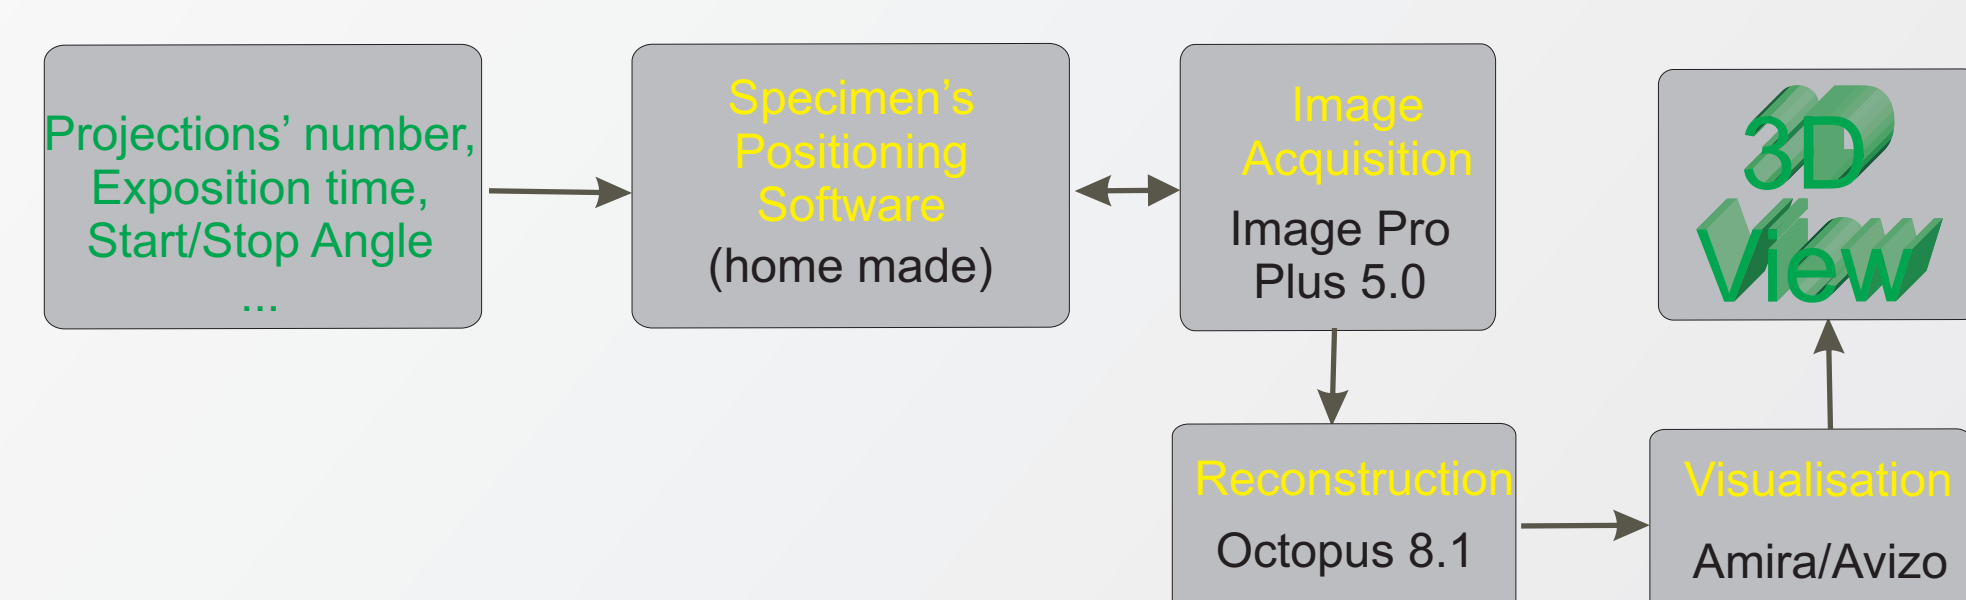 Projections’ number,
Exposition time,
Start/Stop Angle
...
Specimen’s
Positioning
Software
(home made)
Image
Acquisition
Image Pro
Plus 5.0
Reconstruction
Octopus 8.1
Visualisation
Amira/Avizo
3D
View